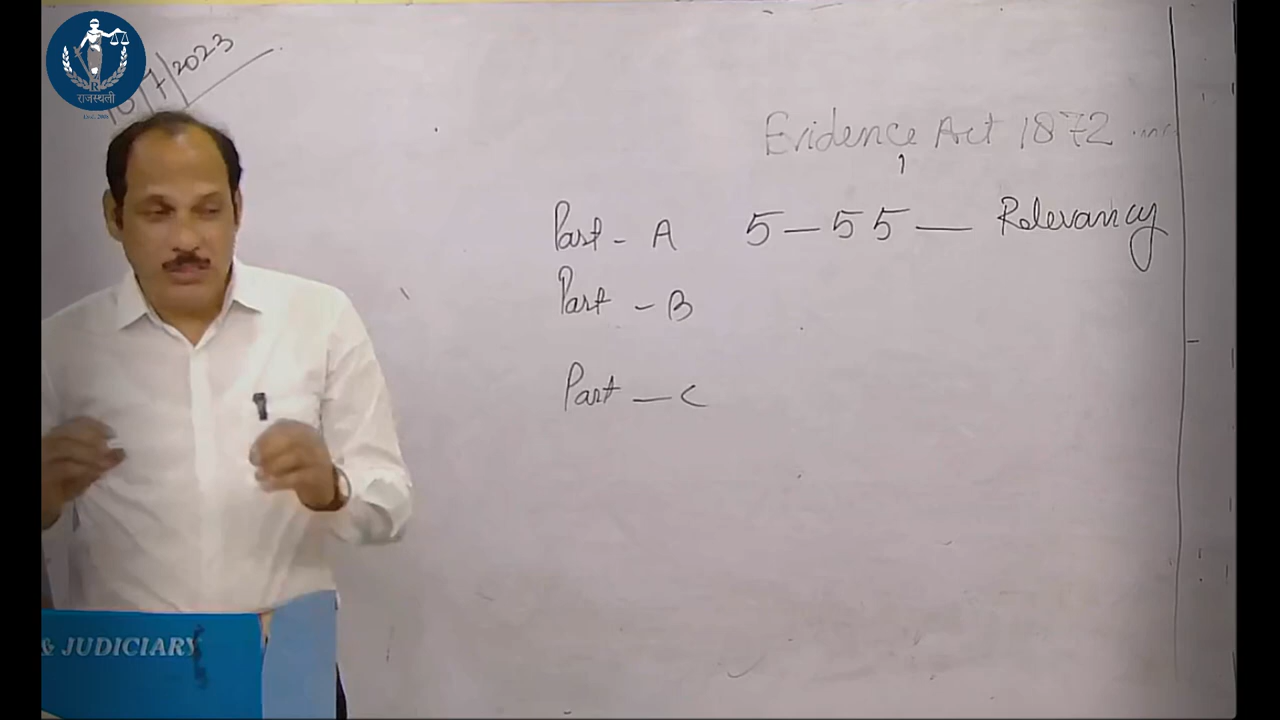 R
राजस्थली
10/7/2023
Evidence Act 1872
Part - A 5 - 55 — Relevancy
Part - B
Part - C
& JUDICIARY